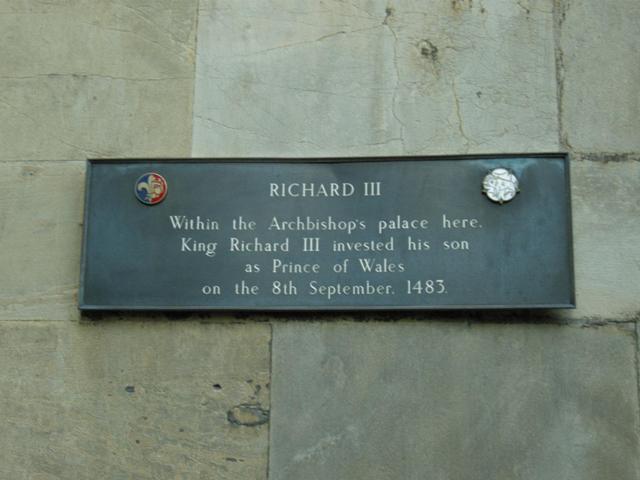 RICHARD III
Within the Archbishop's palace here,
King Richard III invested his son
as Prince of Wales
on the 8th September, 1483.